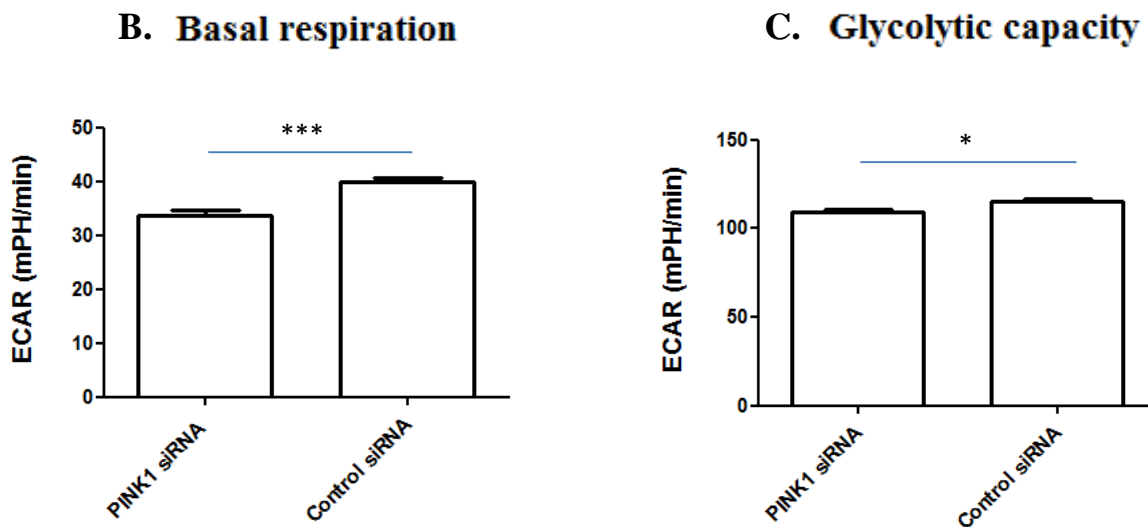 B. Basal respiration
***
ECAR (mPH/min)
50
40
30
20
10
0
PINK1 siRNA
Control siRNA
C. Glycolytic capacity
*
ECAR (mPH/min)
150
100
50
0
PINK1 siRNA
Control siRNA